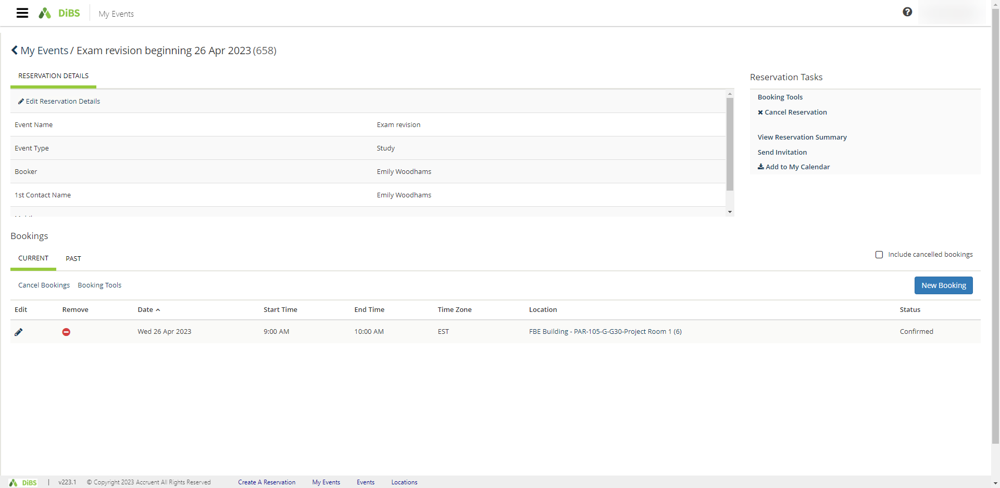 DiBS My Events
My Events / Exam revision beginning 26 Apr 2023 (658)
RESERVATION DETAILS
Edit Reservation Details
Event Name Exam revision
Event Type Study
Booker Emily Woodhams
1st Contact Name Emily Woodhams
Reservation Tasks
Booking Tools
Cancel Reservation
View Reservation Summary
Send Invitation
Add to My Calendar
Bookings
CURRENT PAST
Include cancelled bookings
Cancel Bookings Booking Tools
New Booking
Edit Remove Date Start Time End Time Time Zone Location Status
Wed 26 Apr 2023 9:00 AM 10:00 AM EST FBE Building - PAR-105-G-G30-Project Room 1 (6) Confirmed
DiBS | v223.1 © Copyright 2023 Accruent All Rights Reserved Create A Reservation My Events Events Locations